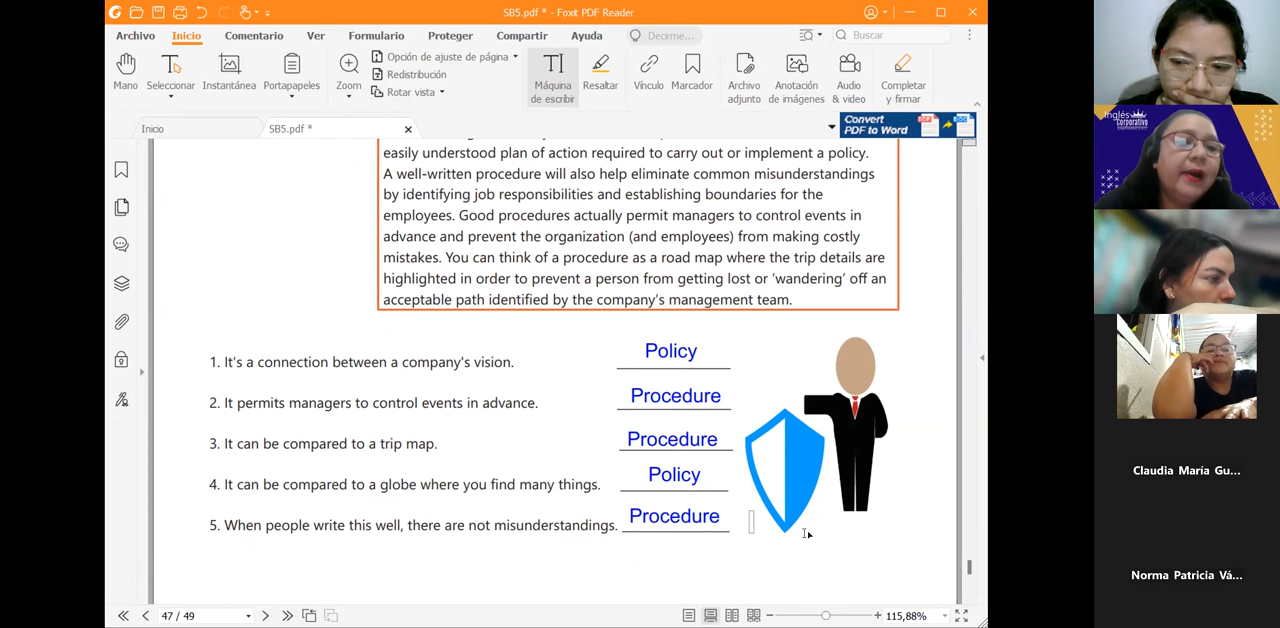 SB5.pdf * - Foxit PDF Reader
Archivo Inicio Comentario Ver Formulario Proteger Compartir Ayuda Deorme... Buscar
Mano Seleccionar Instantánea Portapapeles Zoom
Opción de ajuste de página
Redistribución
Rotar vista
Máquina de escribir Resaltar Vínculo Marcador Archivo adjunto Anotación de imágenes Audio & video Completar y firmar
Inicio SB5.pdf *
Convert
PDF to Word
easily understood plan of action required to carry out or implement a policy.
A well-written procedure will also help eliminate common misunderstandings
by identifying job responsibilities and establishing boundaries for the
employees. Good procedures actually permit managers to control events in
advance and prevent the organization (and employees) from making costly
mistakes. You can think of a procedure as a road map where the trip details are
highlighted in order to prevent a person from getting lost or ‘wandering’ off an
acceptable path identified by the company’s management team.
1. It's a connection between a company's vision. Policy
2. It permits managers to control events in advance. Procedure
3. It can be compared to a trip map. Procedure
4. It can be compared to a globe where you find many things. Policy
5. When people write this well, there are not misunderstandings. Procedure
47 / 49
115,88%
Inglés
Corporativo
Claudia María Gu...
Norma Patricia Vá...